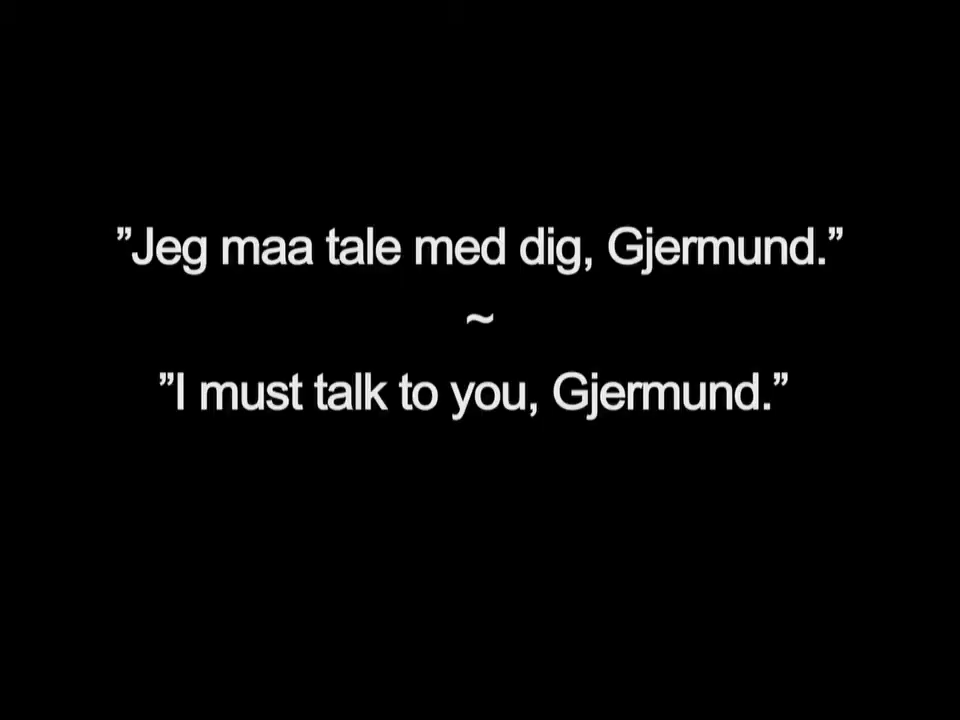 ”Jeg maa tale med dig, Gjermund.”
~
”I must talk to you, Gjermund.”